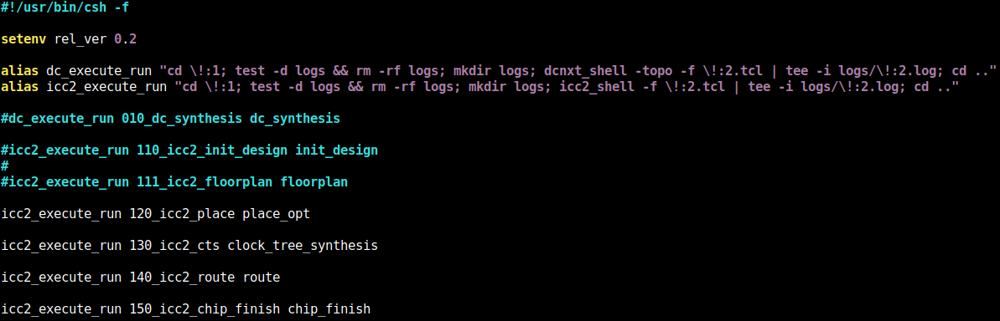 #!/usr/bin/csh -f
setenv rel_ver 0.2
alias dc_execute_run "cd \!:1; test -d logs && rm -rf logs; mkdir logs; dcnxt_shell -topo -f \!:2.tcl | tee -i logs/\!:2.log; cd .."
alias icc2_execute_run "cd \!:1; test -d logs && rm -rf logs; mkdir logs; icc2_shell -f \!:2.tcl | tee -i logs/\!:2.log; cd .."
#dc_execute_run 010_dc_synthesis dc_synthesis
#icc2_execute_run 110_icc2_init_design init_design
#
#icc2_execute_run 111_icc2_floorplan floorplan
icc2_execute_run 120_icc2_place place_opt
icc2_execute_run 130_icc2_cts clock_tree_synthesis
icc2_execute_run 140_icc2_route route
icc2_execute_run 150_icc2_chip_finish chip_finish